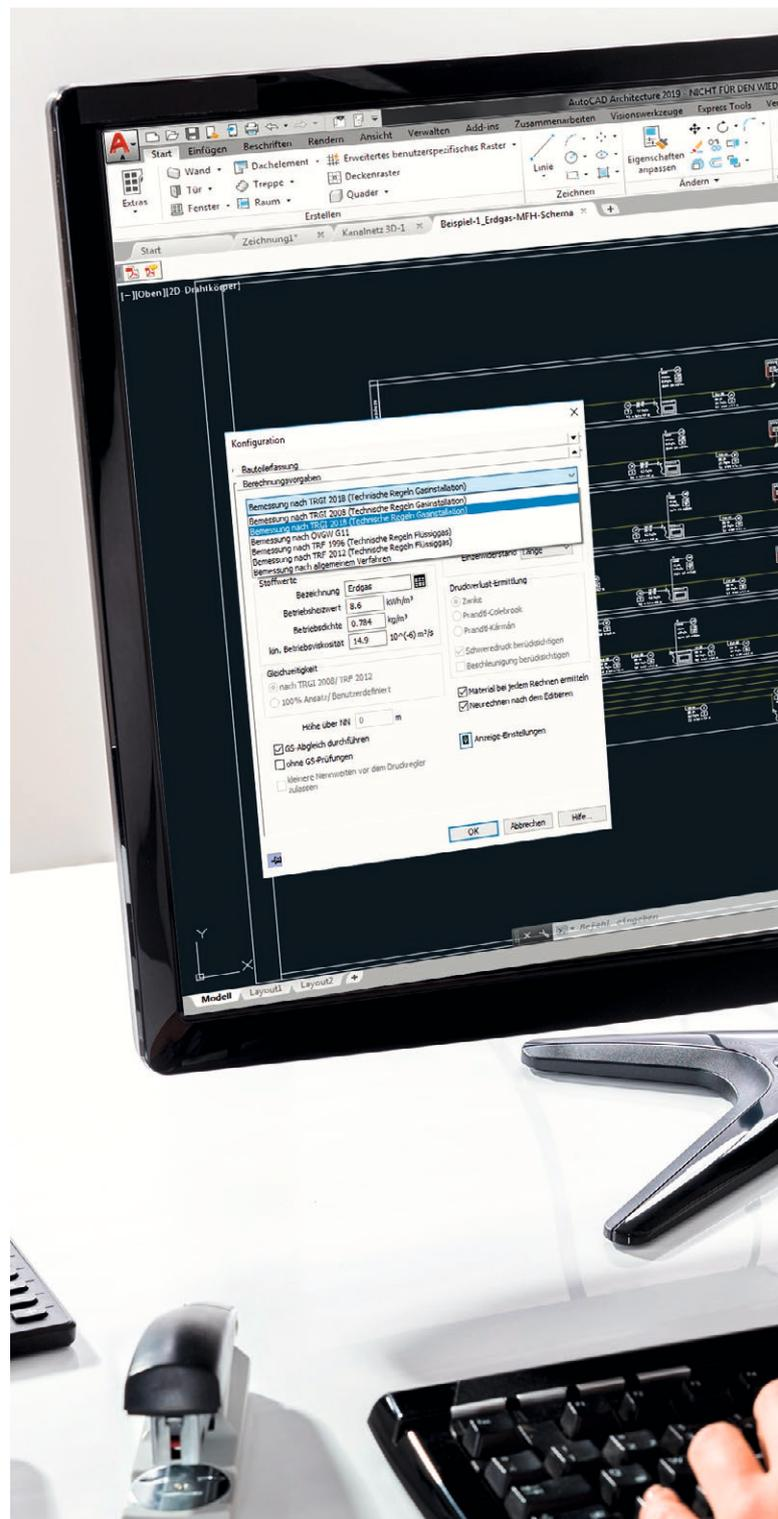 AutoCAD Architecture 2019 - NICHT FÜR DEN WIED
Start Einfügen Beschriften Rendern Ansicht Verwalten Add-ins Zusammenarbeiten Visionswerkzeuge Express Tools
Extras
Wand Dachelement Erweitertes benutzerspezifisches Raster
Tür Treppe Deckenraster
Fenster Raum Quader
Linie
Eigenschaften anpassen
Erstellen Zeichnen Ändern
Start Zeichnung1* Kanalnetz 3D-1 Beispiel-1_Erdgas-MFH-Schema
[-][Oben][2D-Drahtkörper]
Konfiguration
Bauteilerfassung
Berechnungsvorgaben
Bemessung nach TRGI 2018 (Technische Regeln Gasinstallation)
Bemessung nach TRGI 2008 (Technische Regeln Gasinstallation)
Bemessung nach TRGI 2018 (Technische Regeln Gasinstallation)
Bemessung nach ÖVGW G11
Bemessung nach TRF 1996 (Technische Regeln Flüssiggas)
Bemessung nach TRF 2012 (Technische Regeln Flüssiggas)
Bemessung nach allgemeinem Verfahren
Einzelwiderstand Länge
Stoffwerte
Bezeichnung Erdgas
Betriebsheizwert 8.6 kWh/m³
Betriebsdichte 0.784 kg/m³
kin. Betriebsviskosität 14.9 10^(-6) m²/s
Druckverlust-Ermittlung
Zanke
Prandtl-Colebrook
Prandtl-Kármán
Schweredruck berücksichtigen
Beschleunigung berücksichtigen
Gleichzeitigkeit
nach TRGI 2008/ TRF 2012
100% Ansatz/ Benutzerdefiniert
Höhe über NN 0 m
Material bei jedem Rechnen ermitteln
Neurechnen nach dem Editieren
GS-Abgleich durchführen
ohne GS-Prüfungen
kleinere Nennweiten vor dem Druckregler
zulassen
Anzeige-Einstellungen
OK Abbrechen Hilfe...
Befehl eingeben
Y
X
Modell Layout1 Layout2 +